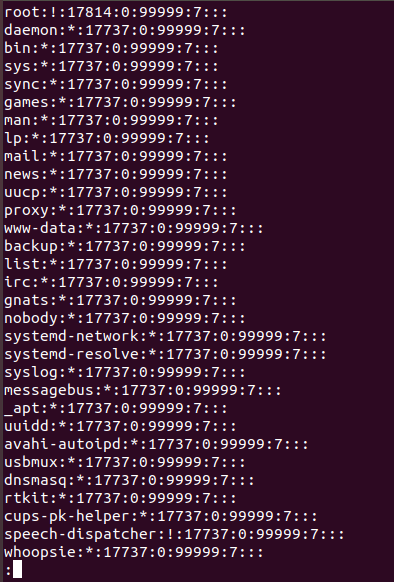 root:!:17814:0:99999:7:::
daemon:*:17737:0:99999:7:::
bin:*:17737:0:99999:7:::
sys:*:17737:0:99999:7:::
sync:*:17737:0:99999:7:::
games:*:17737:0:99999:7:::
man:*:17737:0:99999:7:::
lp:*:17737:0:99999:7:::
mail:*:17737:0:99999:7:::
news:*:17737:0:99999:7:::
uucp:*:17737:0:99999:7:::
proxy:*:17737:0:99999:7:::
www-data:*:17737:0:99999:7:::
backup:*:17737:0:99999:7:::
list:*:17737:0:99999:7:::
irc:*:17737:0:99999:7:::
gnats:*:17737:0:99999:7:::
nobody:*:17737:0:99999:7:::
systemd-network:*:17737:0:99999:7:::
systemd-resolve:*:17737:0:99999:7:::
syslog:*:17737:0:99999:7:::
messagebus:*:17737:0:99999:7:::
_apt:*:17737:0:99999:7:::
uuidd:*:17737:0:99999:7:::
avahi-autoipd:*:17737:0:99999:7:::
usbmux:*:17737:0:99999:7:::
dnsmasq:*:17737:0:99999:7:::
rtkit:*:17737:0:99999:7:::
cups-pk-helper:*:17737:0:99999:7:::
speech-dispatcher:!:17737:0:99999:7:::
whoopsie:*:17737:0:99999:7:::
: